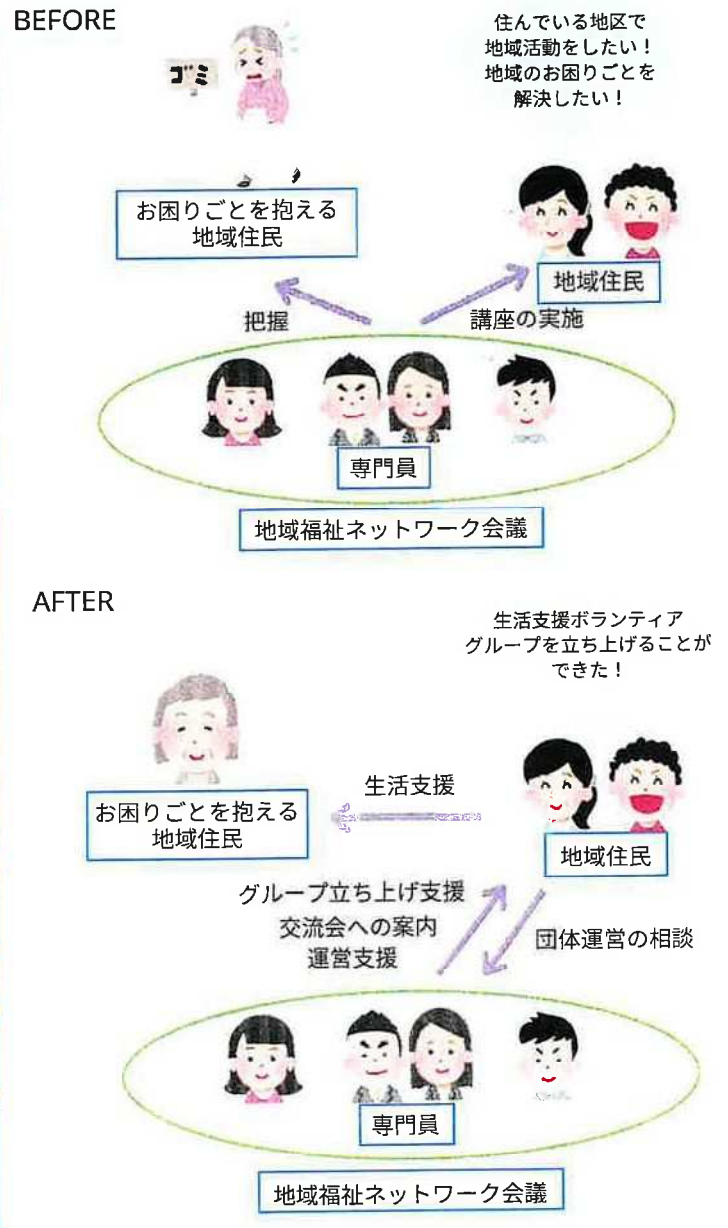 BEFORE
住んでいる地区で
地域活動をしたい！
地域のお困りごとを
解決したい！
ゴミ
お困りごとを抱える
地域住民
地域住民
把握
講座の実施
専門員
地域福祉ネットワーク会議
AFTER
生活支援ボランティア
グループを立ち上げることが
できた！
生活支援
お困りごとを抱える
地域住民
地域住民
グループ立ち上げ支援
交流会への案内
運営支援
団体運営の相談
専門員
地域福祉ネットワーク会議